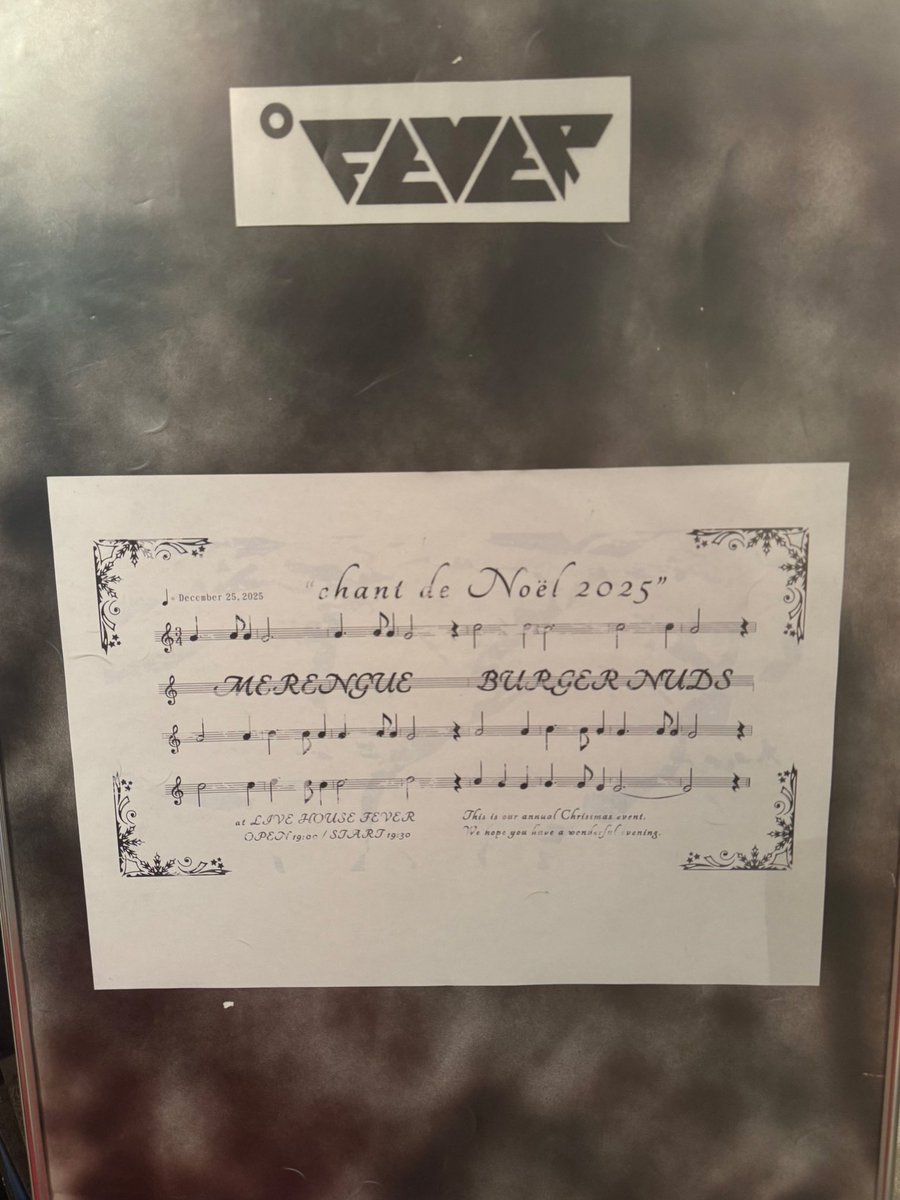 ° FEVER
"chant de Noël 2025"
♩= December 25, 2025
MERENGUE BURGER NUDS
at LIVE HOUSE FEVER
OPEN 19:00 / START 19:30
This is our annual Christmas event.
We hope you have a wonderful evening.